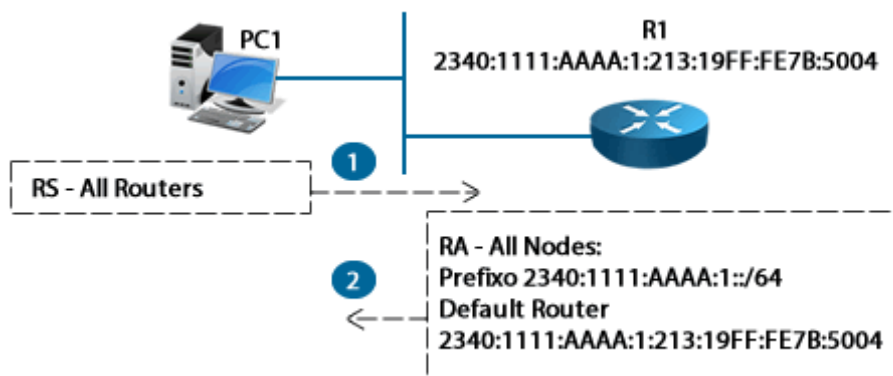 PC1
R1
2340:1111:AAAA:1:213:19FF:FE7B:5004
1
RS - All Routers
2
RA - All Nodes:
Prefixo 2340:1111:AAAA:1::/64
Default Router
2340:1111:AAAA:1:213:19FF:FE7B:5004